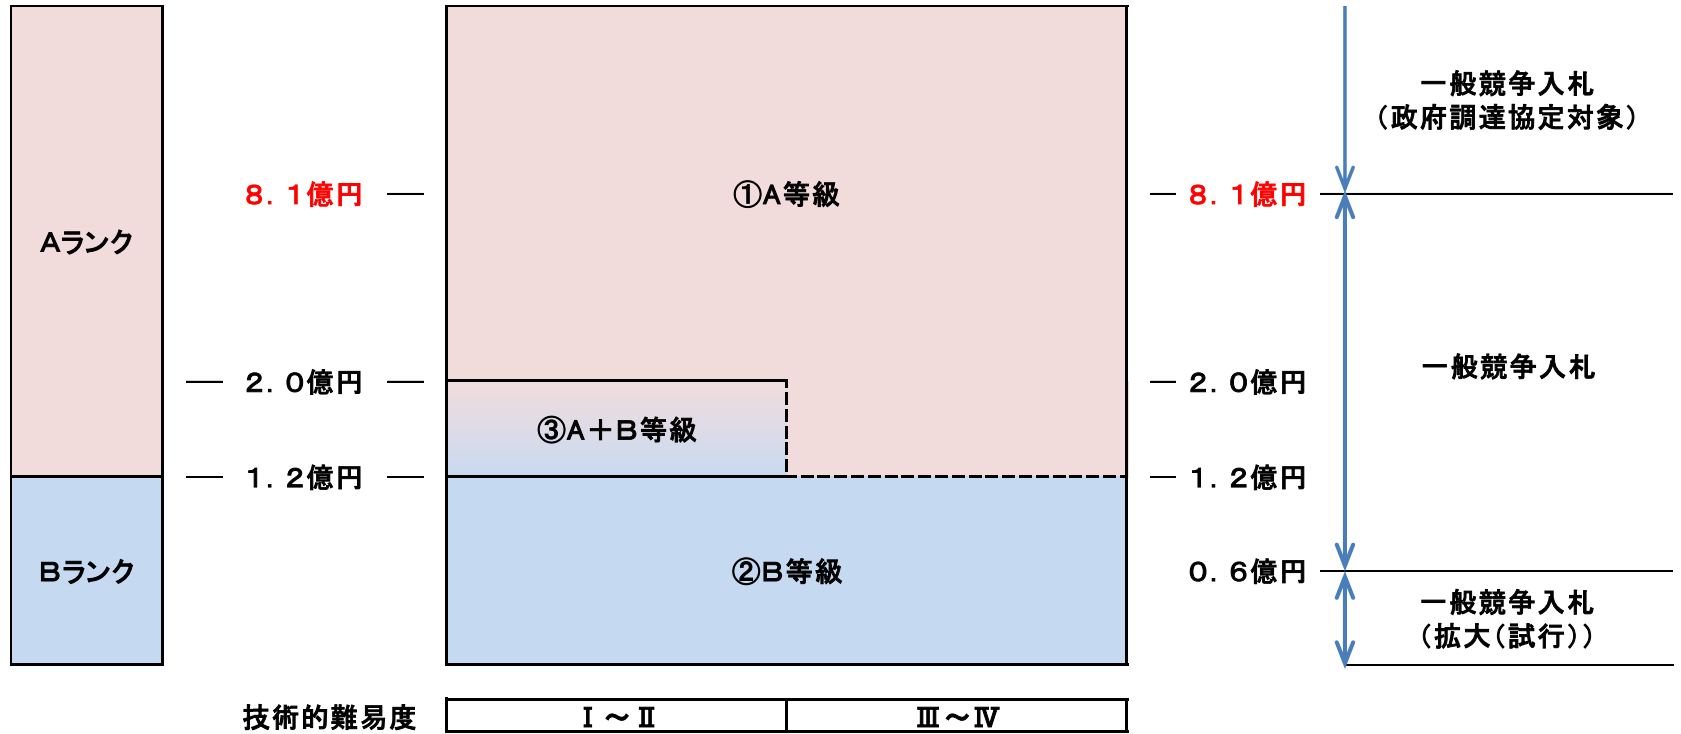 一般競争入札
（政府調達協定対象）
８．１億円
①Ａ等級
８．１億円
Ａランク
一般競争入札
２．０億円
２．０億円
③Ａ＋Ｂ等級
１．２億円
１．２億円
Ｂランク
②Ｂ等級
０．６億円
一般競争入札
（拡大（試行））
技術的難易度
Ⅰ～Ⅱ
Ⅲ～Ⅳ